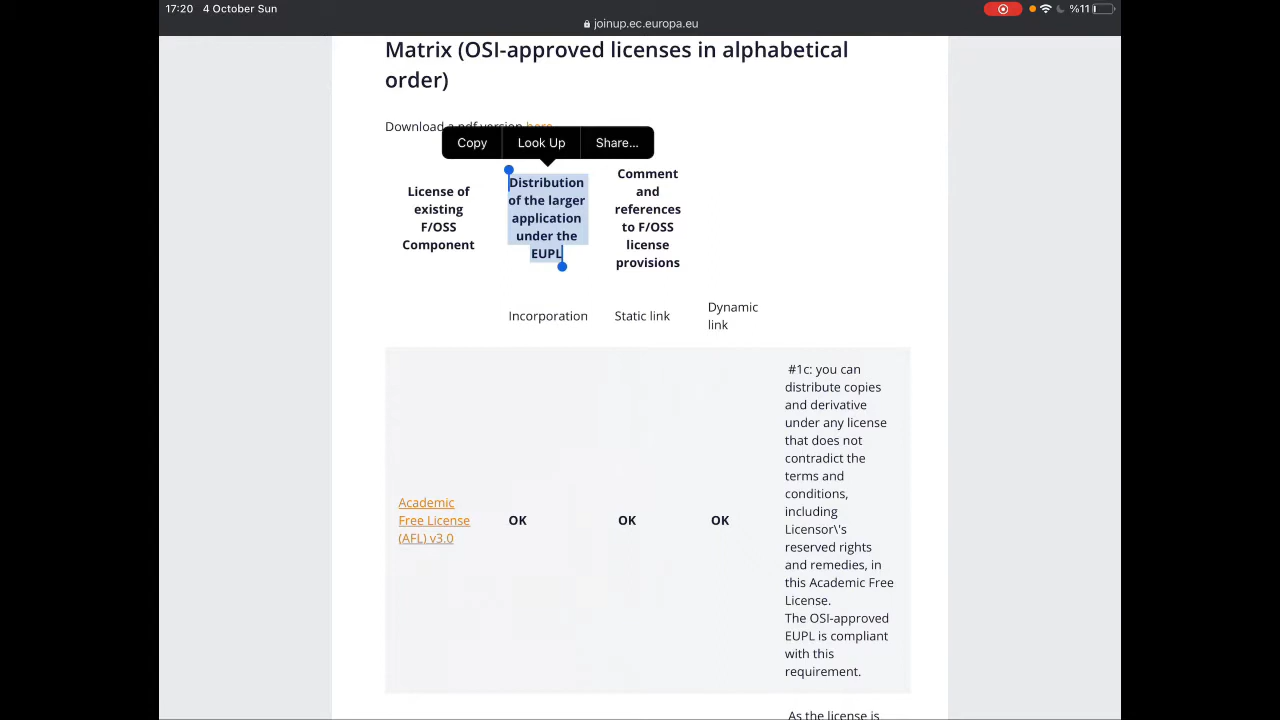 17:20 4 October Sun
%11
joinup.ec.europa.eu
Matrix (OSI-approved licenses in alphabetical
order)
Download a pdf version here
Copy
Look Up
Share...
License of
existing
F/OSS
Component
Distribution
of the larger
application
under the
EUPL
Comment
and
references
to F/OSS
license
provisions
Incorporation
Static link
Dynamic
link
Academic
Free License
(AFL) v3.0
OK
OK
OK
#1c: you can
distribute copies
and derivative
under any license
that does not
contradict the
terms and
conditions,
including
Licensor\'s
reserved rights
and remedies, in
this Academic Free
License.
The OSI-approved
EUPL is compliant
with this
requirement.
As the license is